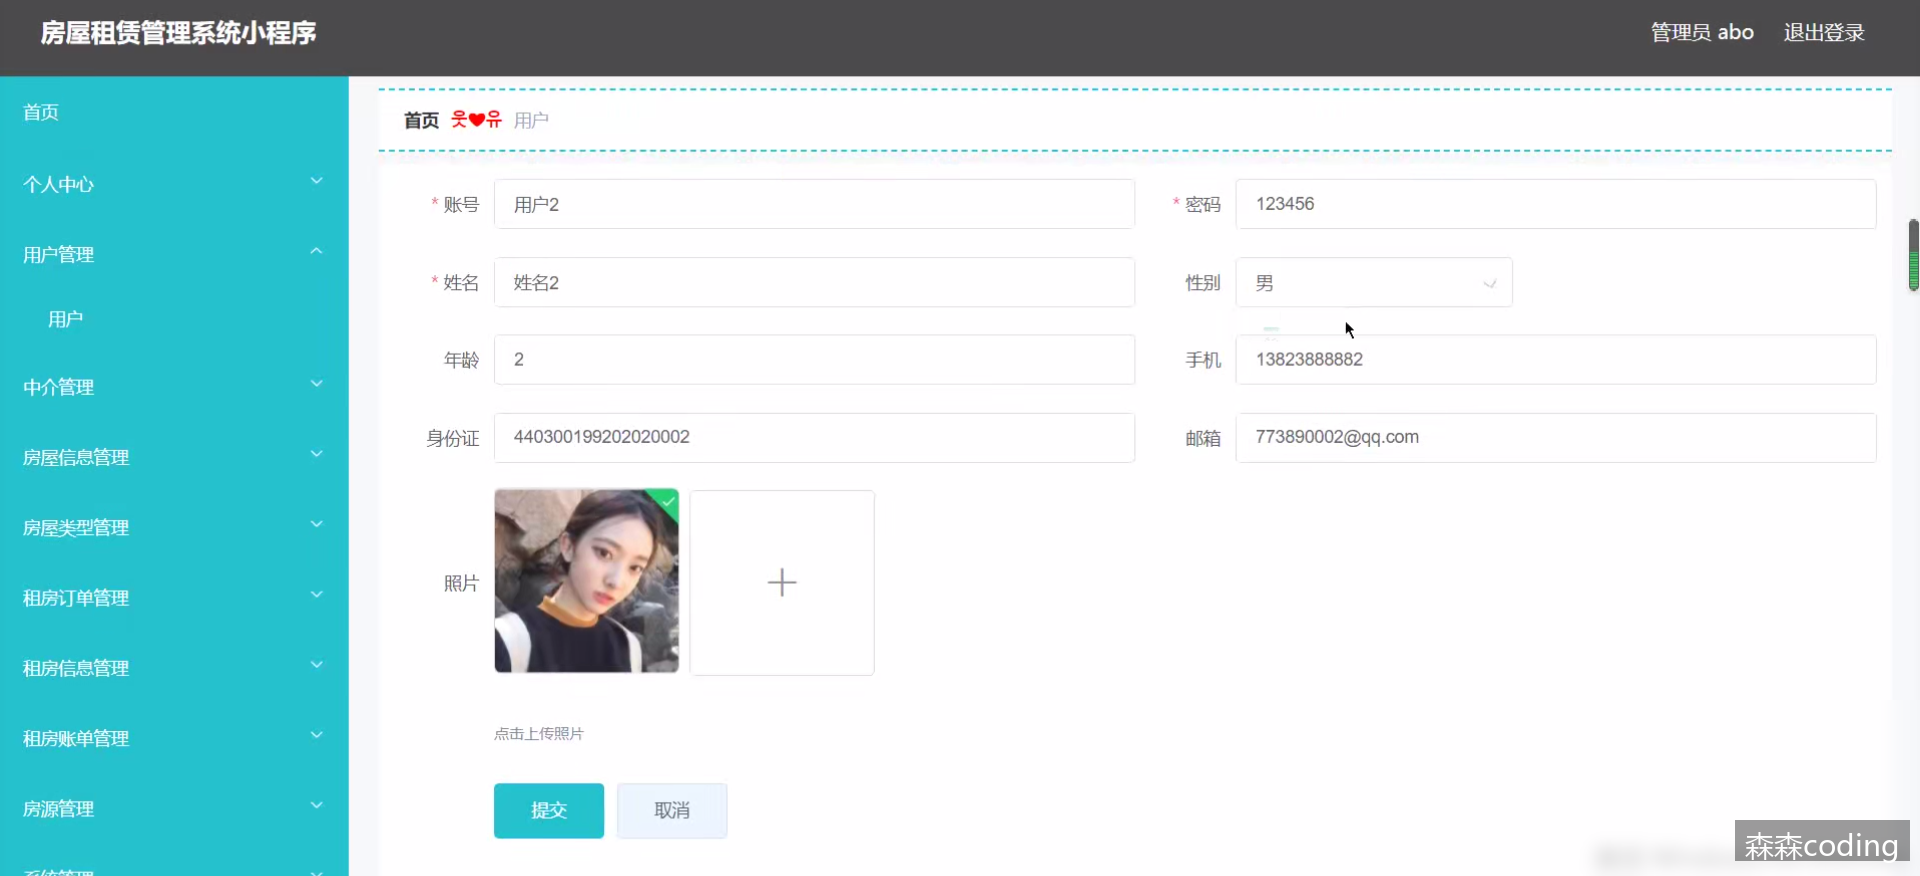 房屋租赁管理系统小程序
管理员 abo 退出登录
首页
个人中心
用户管理
用户
中介管理
房屋信息管理
房屋类型管理
租房订单管理
租房信息管理
租房账单管理
房源管理
系统管理
首页 웃❤유 用户
* 账号 用户2
* 密码 123456
* 姓名 姓名2
性别 男
年龄 2
手机 13823888882
身份证 440300199202020002
邮箱 773890002@qq.com
照片
点击上传照片
提交 取消
森森coding